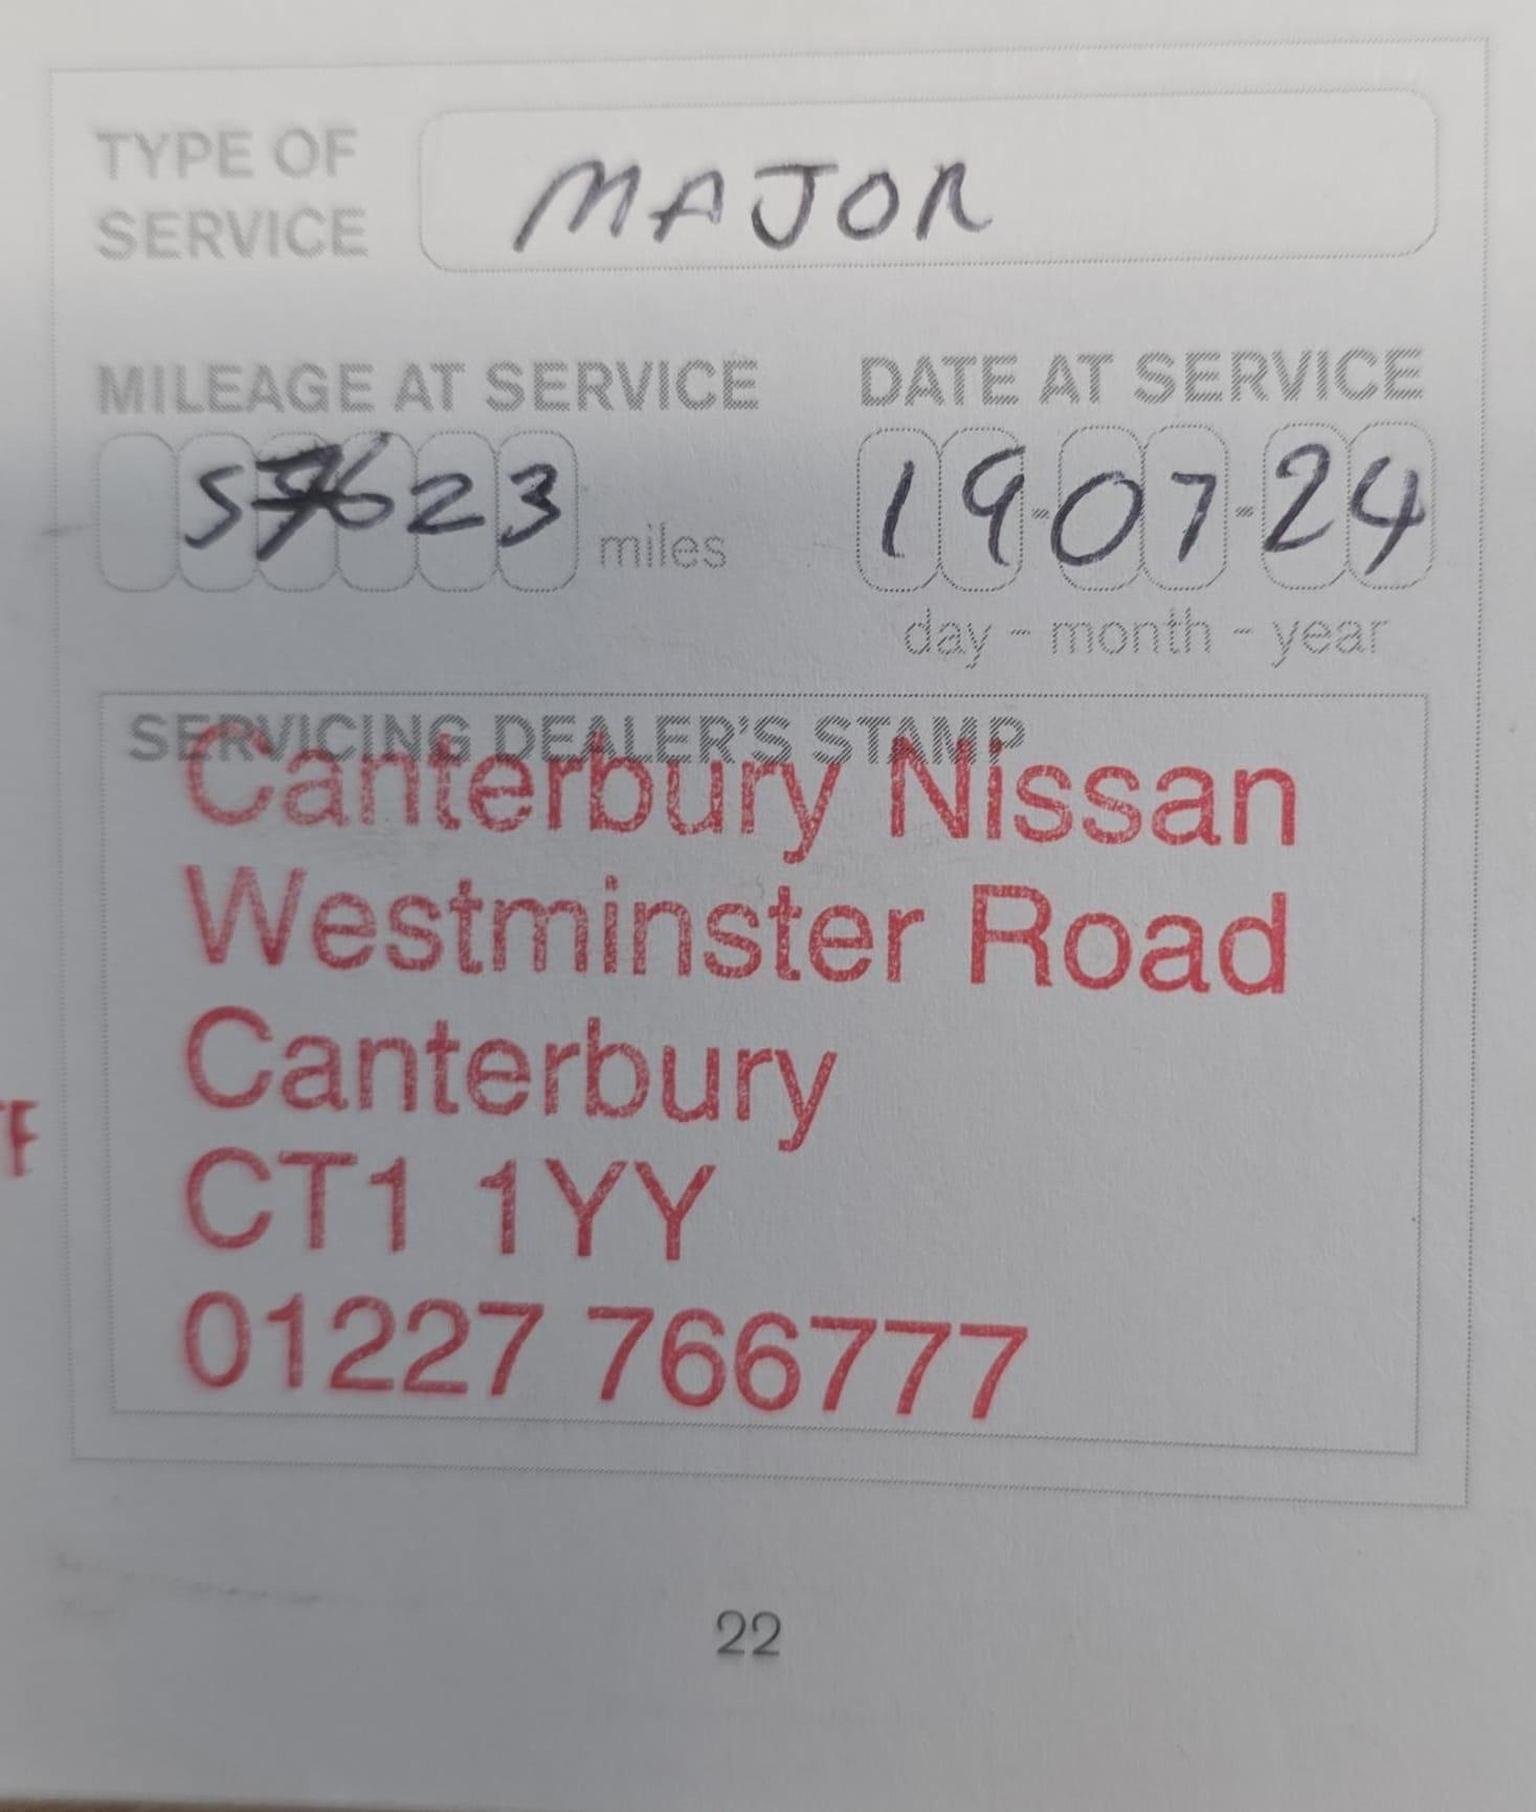 TYPE OF
SERVICE
MAJOR
MILEAGE AT SERVICE
miles
DATE AT SERVICE
19-07-24
day - month - year
SERVICING DEALER'S STAMP
Canterbury Nissan
Westminster Road
Canterbury
CT1 1YY
01227 766777
22